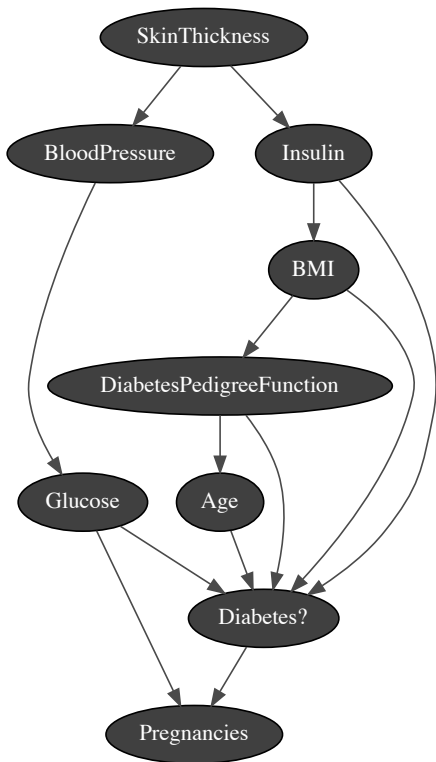 SkinThickness
BloodPressure
Insulin
BMI
DiabetesPedigreeFunction
Glucose
Age
Diabetes?
Pregnancies